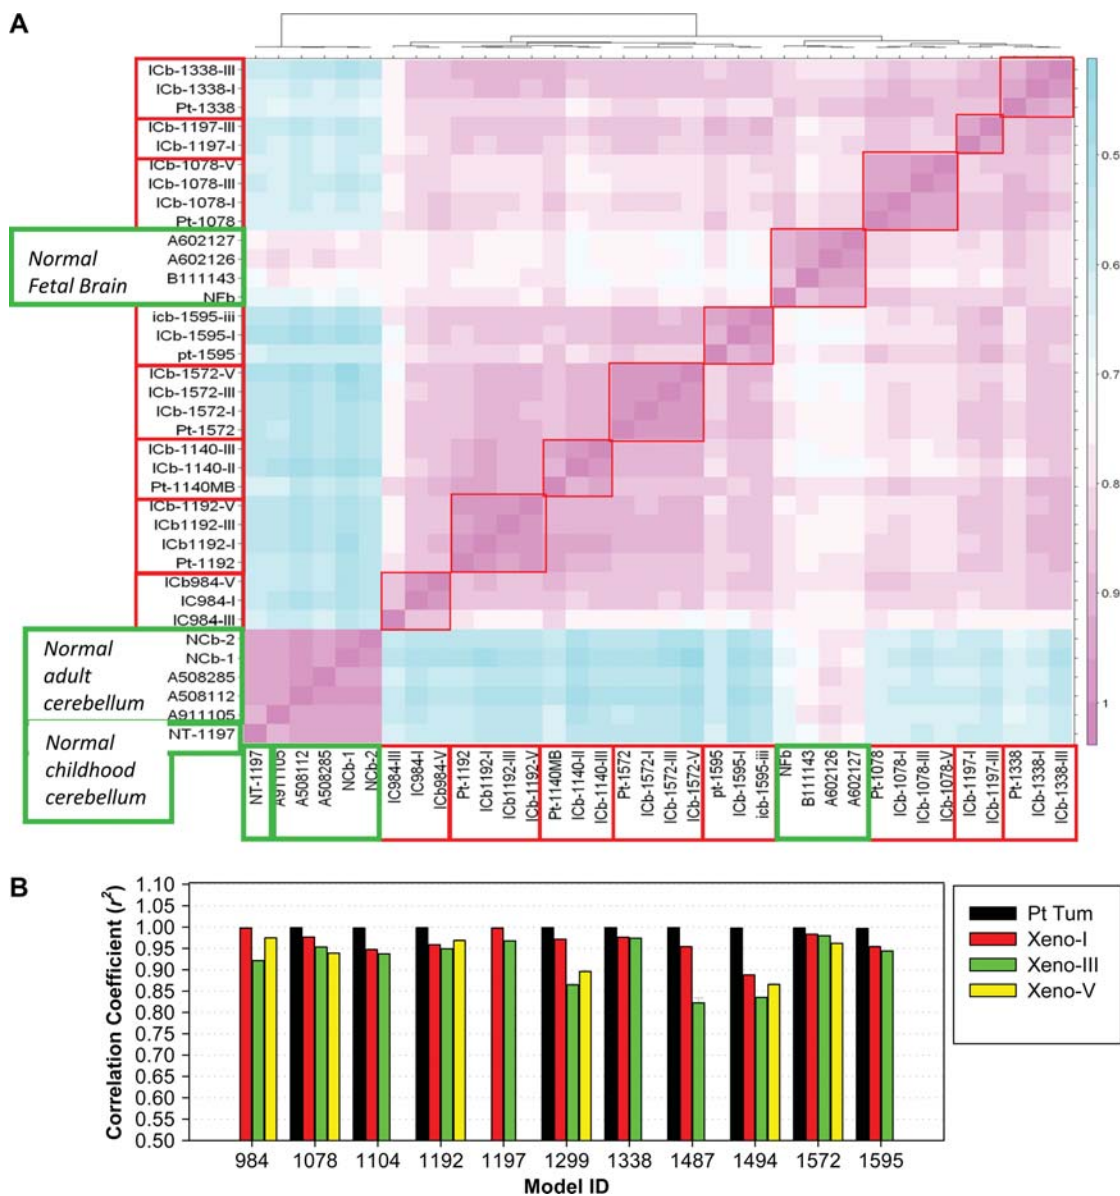 A
ICb-1338-III
ICb-1338-I
Pt-1338
ICb-1197-III
ICb-1197-I
ICb-1078-V
ICb-1078-III
ICb-1078-I
Pt-1078
A602127
A602126
B111143
NFb
Normal
Fetal Brain
icb-1595-iii
ICb-1595-I
pt-1595
ICb-1572-V
ICb-1572-III
ICb-1572-I
Pt-1572
ICb-1140-III
ICb-1140-II
Pt-1140MB
ICb-1192-V
ICb1192-III
ICb1192-I
Pt-1192
ICb984-V
IC984-I
IC984-III
NCb-2
NCb-1
A508285
A508112
A911105
NT-1197
Normal
adult
cerebellum
Normal
childhood
cerebellum
0.5
0.6
0.7
0.8
0.9
1
NT-1197
A911105
A508112
A508285
NCb-1
NCb-2
IC984-III
IC984-I
ICb984-V
Pt-1192
ICb1192-I
ICb1192-III
ICb-1192-V
Pt-1140MB
ICb-1140-II
ICb-1140-III
Pt-1572
ICb-1572-I
ICb-1572-III
ICb-1572-V
pt-1595
ICb-1595-I
icb-1595-iii
NFb
B111143
A602126
A602127
Pt-1078
ICb-1078-I
ICb-1078-III
ICb-1078-V
ICb-1197-I
ICb-1197-III
Pt-1338
ICb-1338-I
ICb-1338-III
B
Correlation Coefficient (r²)
1.10
1.05
1.00
0.95
0.90
0.85
0.80
0.75
0.70
0.65
0.60
0.55
0.50
984 1078 1104 1192 1197 1299 1338 1487 1494 1572 1595
Model ID
Pt Tum
Xeno-I
Xeno-III
Xeno-V